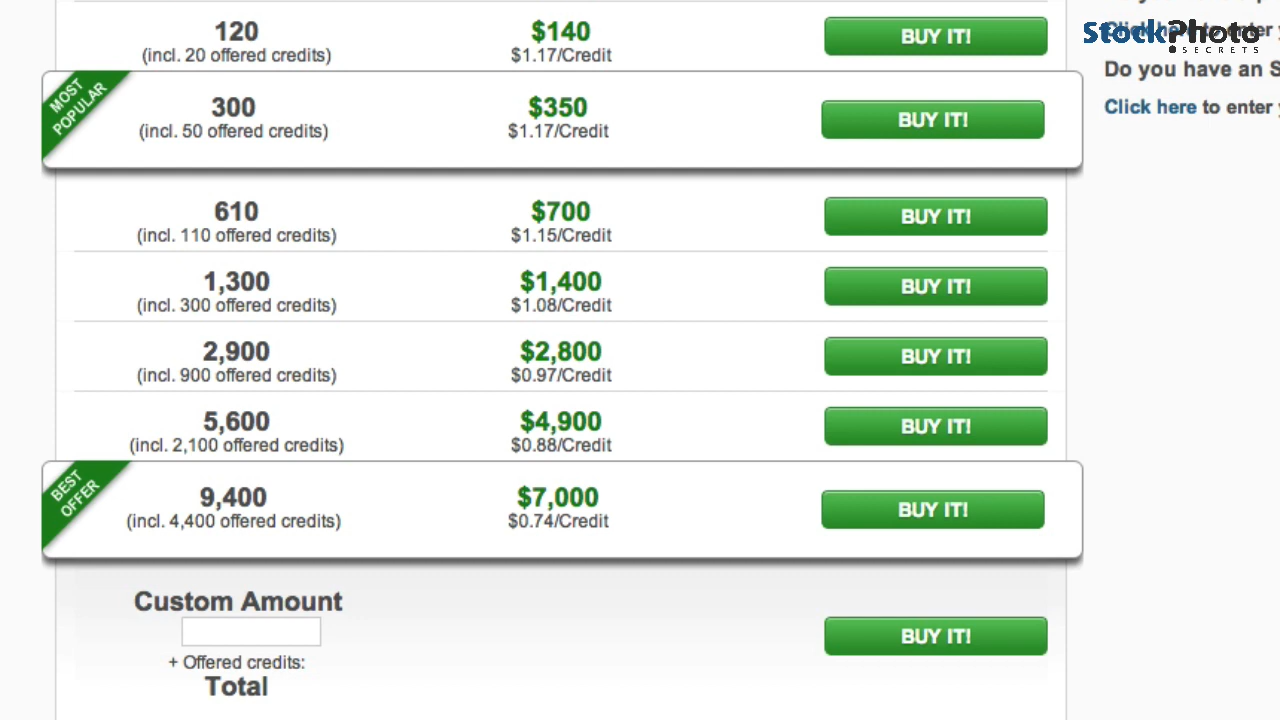 120
(incl. 20 offered credits)
$140
$1.17/Credit
BUY IT!
MOST
POPULAR
300
(incl. 50 offered credits)
$350
$1.17/Credit
BUY IT!
610
(incl. 110 offered credits)
$700
$1.15/Credit
BUY IT!
1,300
(incl. 300 offered credits)
$1,400
$1.08/Credit
BUY IT!
2,900
(incl. 900 offered credits)
$2,800
$0.97/Credit
BUY IT!
5,600
(incl. 2,100 offered credits)
$4,900
$0.88/Credit
BUY IT!
BEST
OFFER
9,400
(incl. 4,400 offered credits)
$7,000
$0.74/Credit
BUY IT!
Custom Amount
+ Offered credits:
Total
BUY IT!
StockPhoto
SECRETS
Click here to enter
Do you have an S
Click here to enter